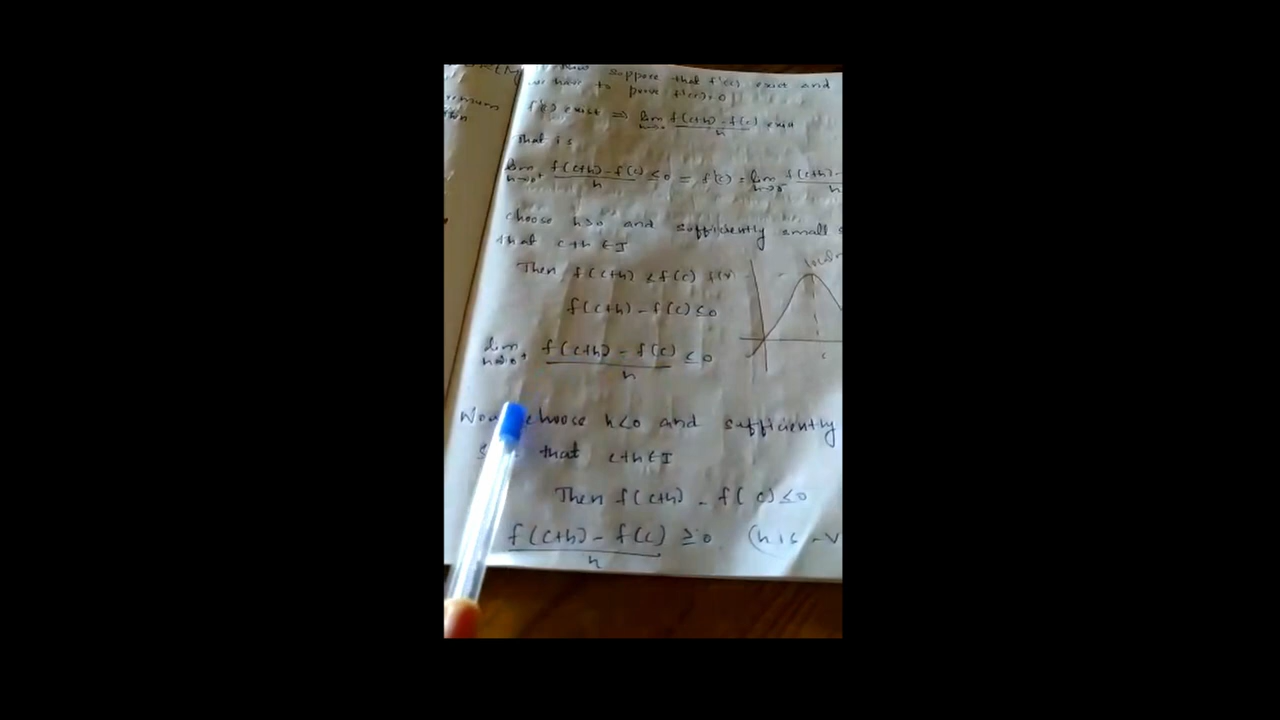 suppose that f'(c) exist and
we have to prove f'(c)=0
f'(c) exist ⇒ lim h→0 f(c+h) - f(c) / h exist
That is
lim h→0⁺ f(c+h) - f(c) / h ≤ 0 = f'(c) = lim f(c+h) -
choose h>0 and sufficiently small
that c+h ∈ I
Then f(c+h) ≤ f(c)
f(c+h) - f(c) ≤ 0
lim h→0⁺ f(c+h) - f(c) / h ≤ 0
c
Now choose h<0 and sufficiently
that c+h ∈ I
Then f(c+h) - f(c) ≤ 0
f(c+h) - f(c) / h ≥ 0 (h is -v